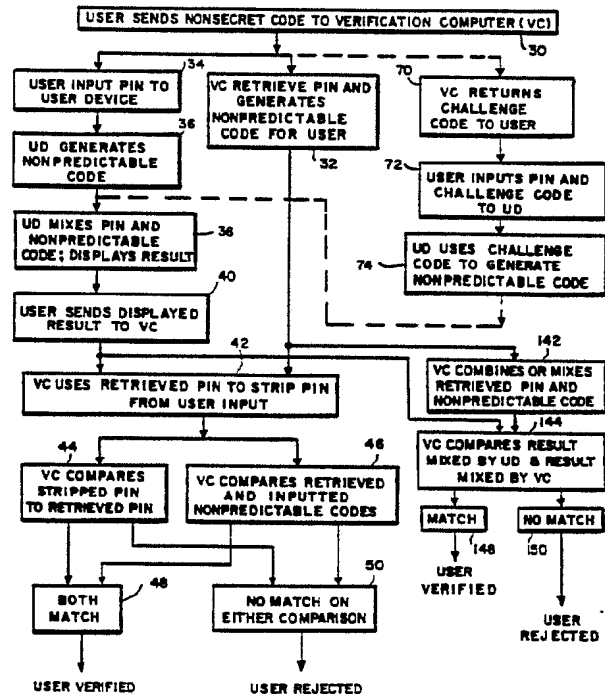 USER SENDS NONSECRET CODE TO VERIFICATION COMPUTER (VC)
30
34
USER INPUT PIN TO
USER DEVICE
VC RETRIEVE PIN AND
GENERATES
NONPREDICTABLE
CODE FOR USER
32
70
VC RETURNS
CHALLENGE
CODE TO USER
36
UD GENERATES
NONPREDICTABLE
CODE
72
USER INPUTS PIN AND
CHALLENGE CODE
TO UD
UD MIXES PIN AND
NONPREDICTABLE
CODE; DISPLAYS RESULT
36
74
UD USES CHALLENGE
CODE TO GENERATE
NONPREDICTABLE CODE
40
USER SENDS DISPLAYED
RESULT TO VC
42
VC USES RETRIEVED PIN TO STRIP PIN
FROM USER INPUT
142
VC COMBINES OR MIXES
RETRIEVED PIN AND
NONPREDICTABLE CODE
144
VC COMPARES RESULT
MIXED BY UD & RESULT
MIXED BY VC
44
VC COMPARES
STRIPPED PIN
TO RETRIEVED PIN
46
VC COMPARES RETRIEVED
AND INPUTTED
NONPREDICTABLE CODES
MATCH
148
USER
VERIFIED
NO MATCH
150
USER
REJECTED
BOTH
MATCH
48
50
NO MATCH ON
EITHER COMPARISON
USER VERIFIED
USER REJECTED